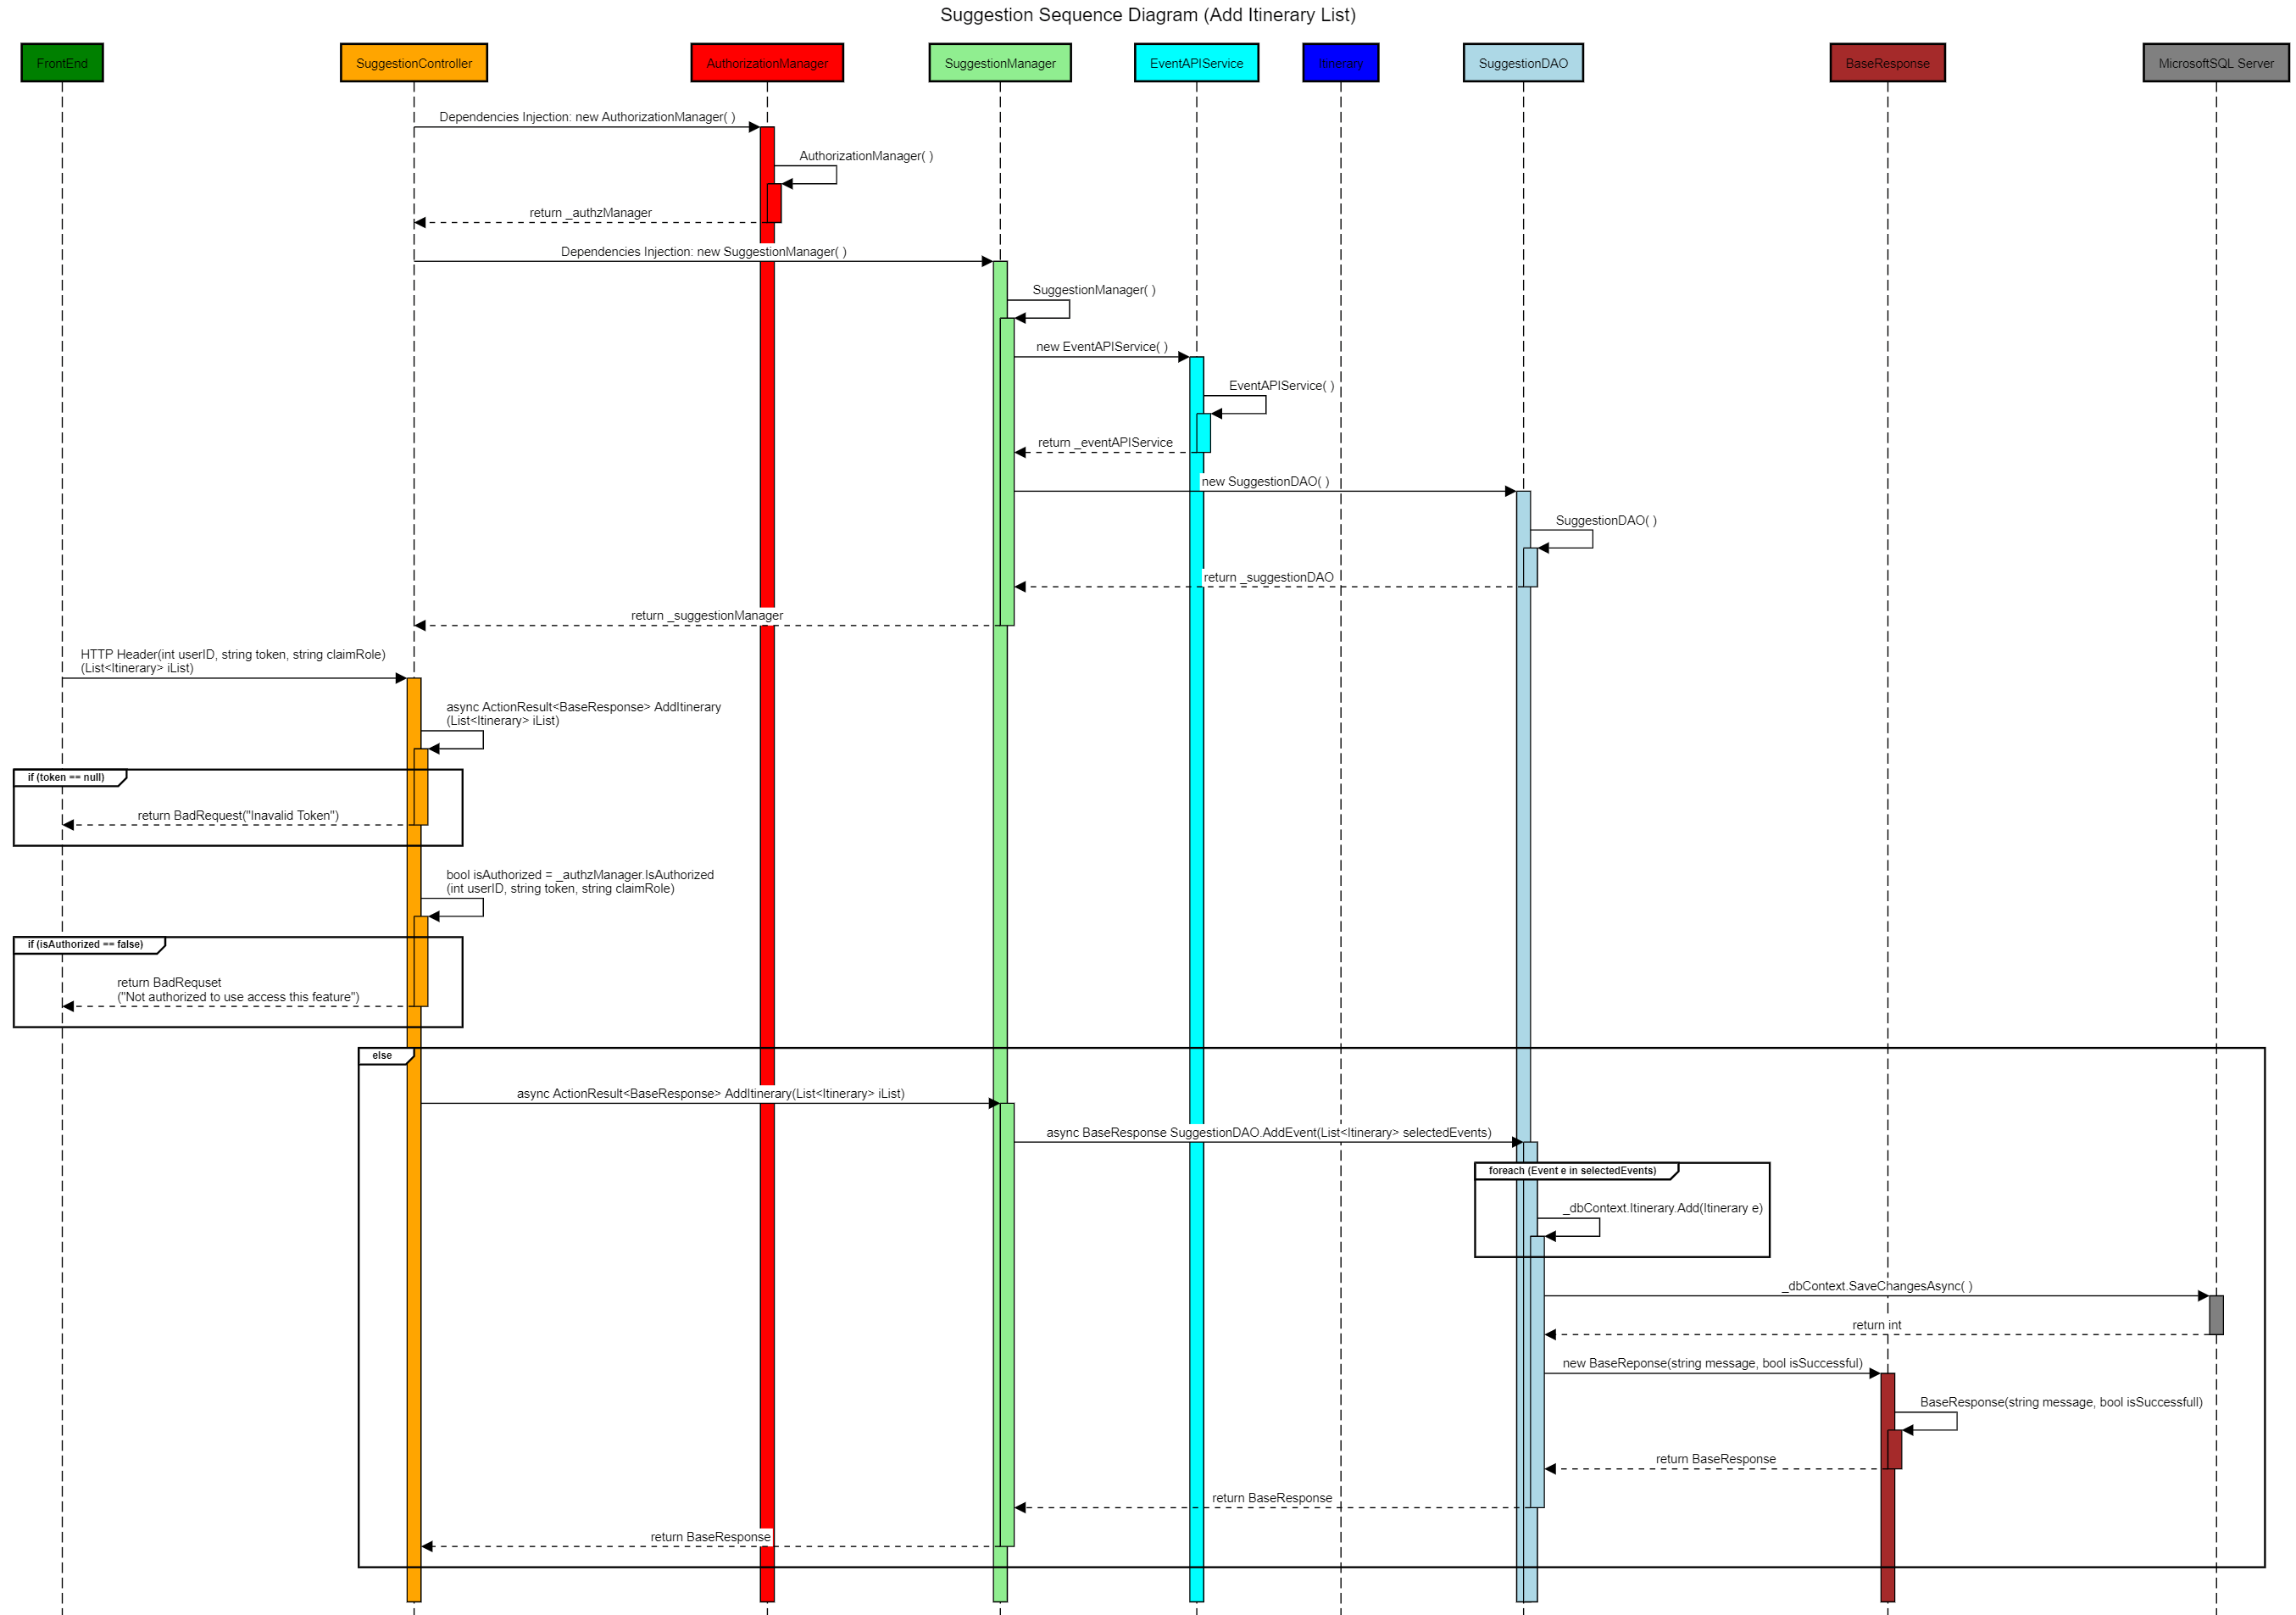 Suggestion Sequence Diagram (Add Itinerary List)
FrontEnd
SuggestionController
AuthorizationManager
SuggestionManager
EventAPIService
Itinerary
SuggestionDAO
BaseResponse
MicrosoftSQL Server
Dependencies Injection: new AuthorizationManager( )
AuthorizationManager( )
return _authzManager
Dependencies Injection: new SuggestionManager( )
SuggestionManager( )
new EventAPIService( )
EventAPIService( )
return _eventAPIService
new SuggestionDAO( )
SuggestionDAO( )
return _suggestionDAO
return _suggestionManager
HTTP Header(int userID, string token, string claimRole)
(List<Itinerary> iList)
async ActionResult<BaseResponse> AddItinerary
(List<Itinerary> iList)
if (token == null)
return BadRequest("Inavalid Token")
bool isAuthorized = _authzManager.IsAuthorized
(int userID, string token, string claimRole)
if (isAuthorized == false)
return BadRequset
("Not authorized to use access this feature")
else
async ActionResult<BaseResponse> AddItinerary(List<Itinerary> iList)
async BaseResponse SuggestionDAO.AddEvent(List<Itinerary> selectedEvents)
foreach (Event e in selectedEvents)
_dbContext.Itinerary.Add(Itinerary e)
_dbContext.SaveChangesAsync( )
return int
new BaseReponse(string message, bool isSuccessful)
BaseResponse(string message, bool isSuccessfull)
return BaseResponse
return BaseResponse
return BaseResponse